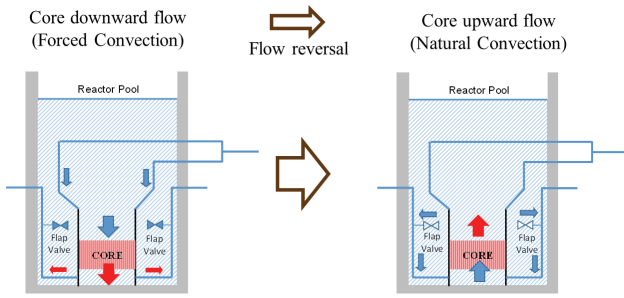 Core downward flow
(Forced Convection)
Flow reversal
Core upward flow
(Natural Convection)
Reactor Pool
Flap
Valve
Flap
Valve
CORE
Reactor Pool
Flap
Valve
Flap
Valve
CORE